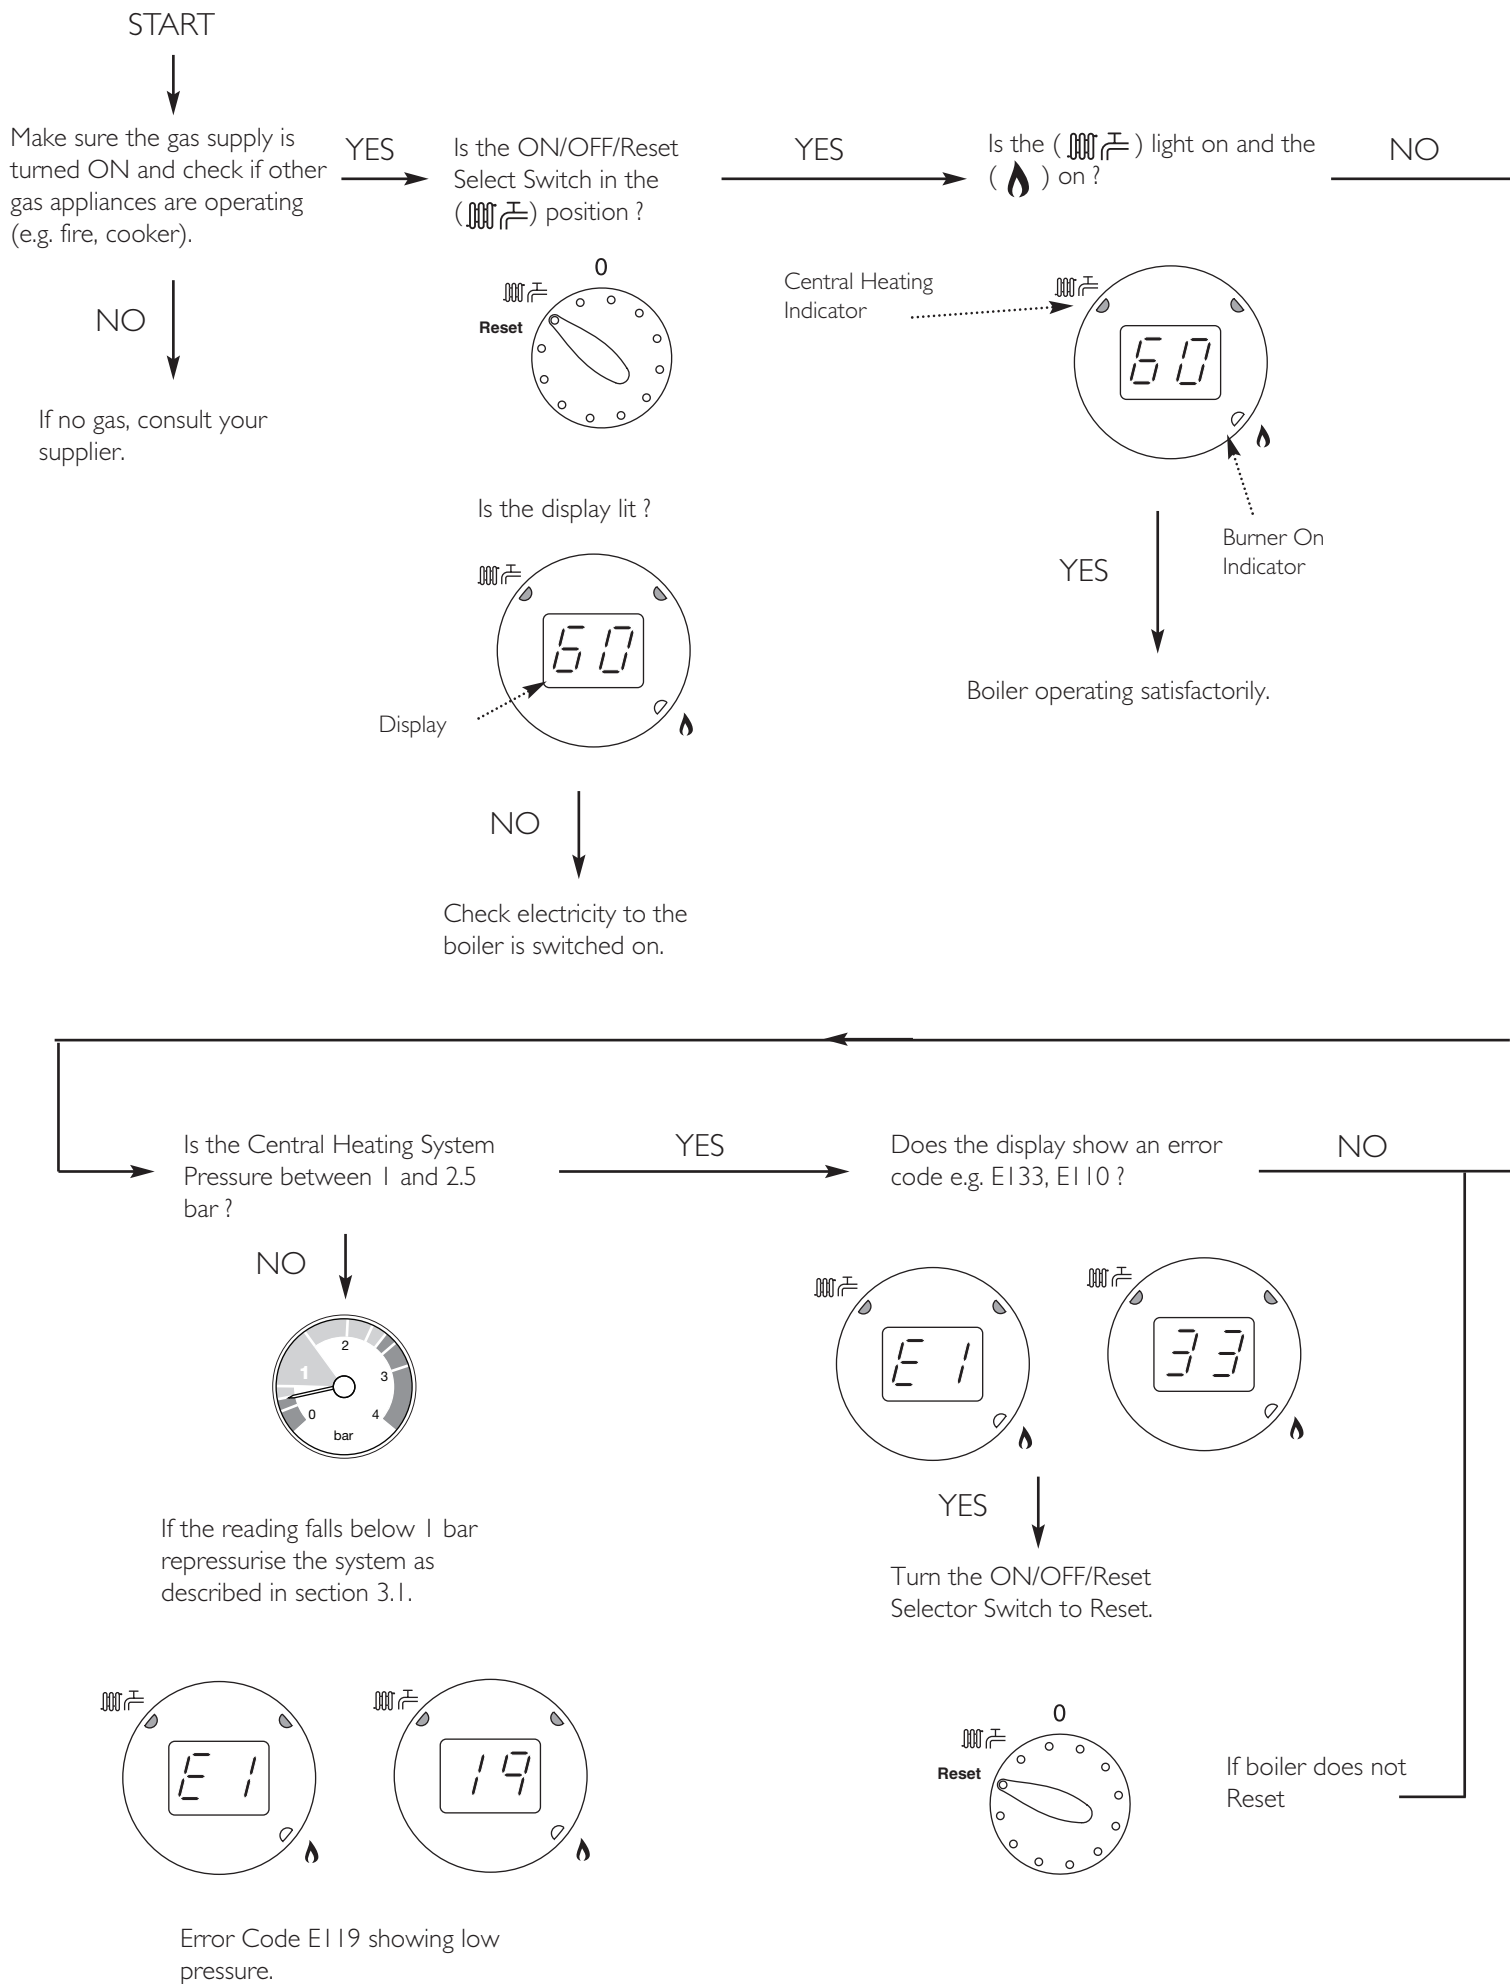 START
Make sure the gas supply is
turned ON and check if other
gas appliances are operating
(e.g. fire, cooker).
YES
NO
If no gas, consult your
supplier.
Is the ON/OFF/Reset
Select Switch in the
( ) position ?
0
Reset
YES
Is the display lit ?
60
Display
NO
Check electricity to the
boiler is switched on.
Is the ( ) light on and the
( ) on ?
NO
Central Heating
Indicator
60
Burner On
Indicator
YES
Boiler operating satisfactorily.
Is the Central Heating System
Pressure between 1 and 2.5
bar ?
YES
NO
0
1
2
3
4
bar
If the reading falls below 1 bar
repressurise the system as
described in section 3.1.
E1
19
Error Code E119 showing low
pressure.
Does the display show an error
code e.g. E133, E110 ?
NO
E1
33
YES
Turn the ON/OFF/Reset
Selector Switch to Reset.
0
Reset
If boiler does not
Reset